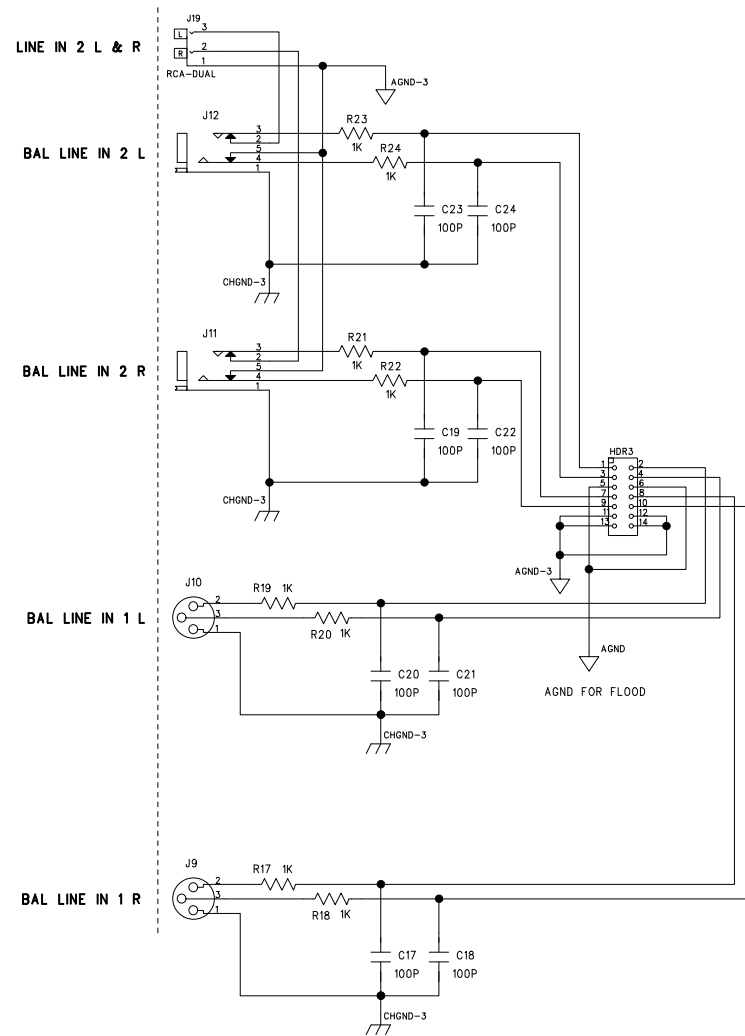 J19
LINE IN 2 L & R
L 3
R 2
1
RCA-DUAL
AGND-3
J12
BAL LINE IN 2 L
3
2
5
4
1
R23
1K
R24
1K
C23
100P
C24
100P
CHGND-3
J11
BAL LINE IN 2 R
3
2
5
4
1
R21
1K
R22
1K
C19
100P
C22
100P
CHGND-3
HDR3
1 2
3 4
5 6
7 8
9 10
11 12
13 14
AGND-3
AGND
AGND FOR FLOOD
J10
BAL LINE IN 1 L
2
3
1
R19 1K
R20 1K
C20
100P
C21
100P
CHGND-3
J9
BAL LINE IN 1 R
2
3
1
R17 1K
R18 1K
C17
100P
C18
100P
CHGND-3